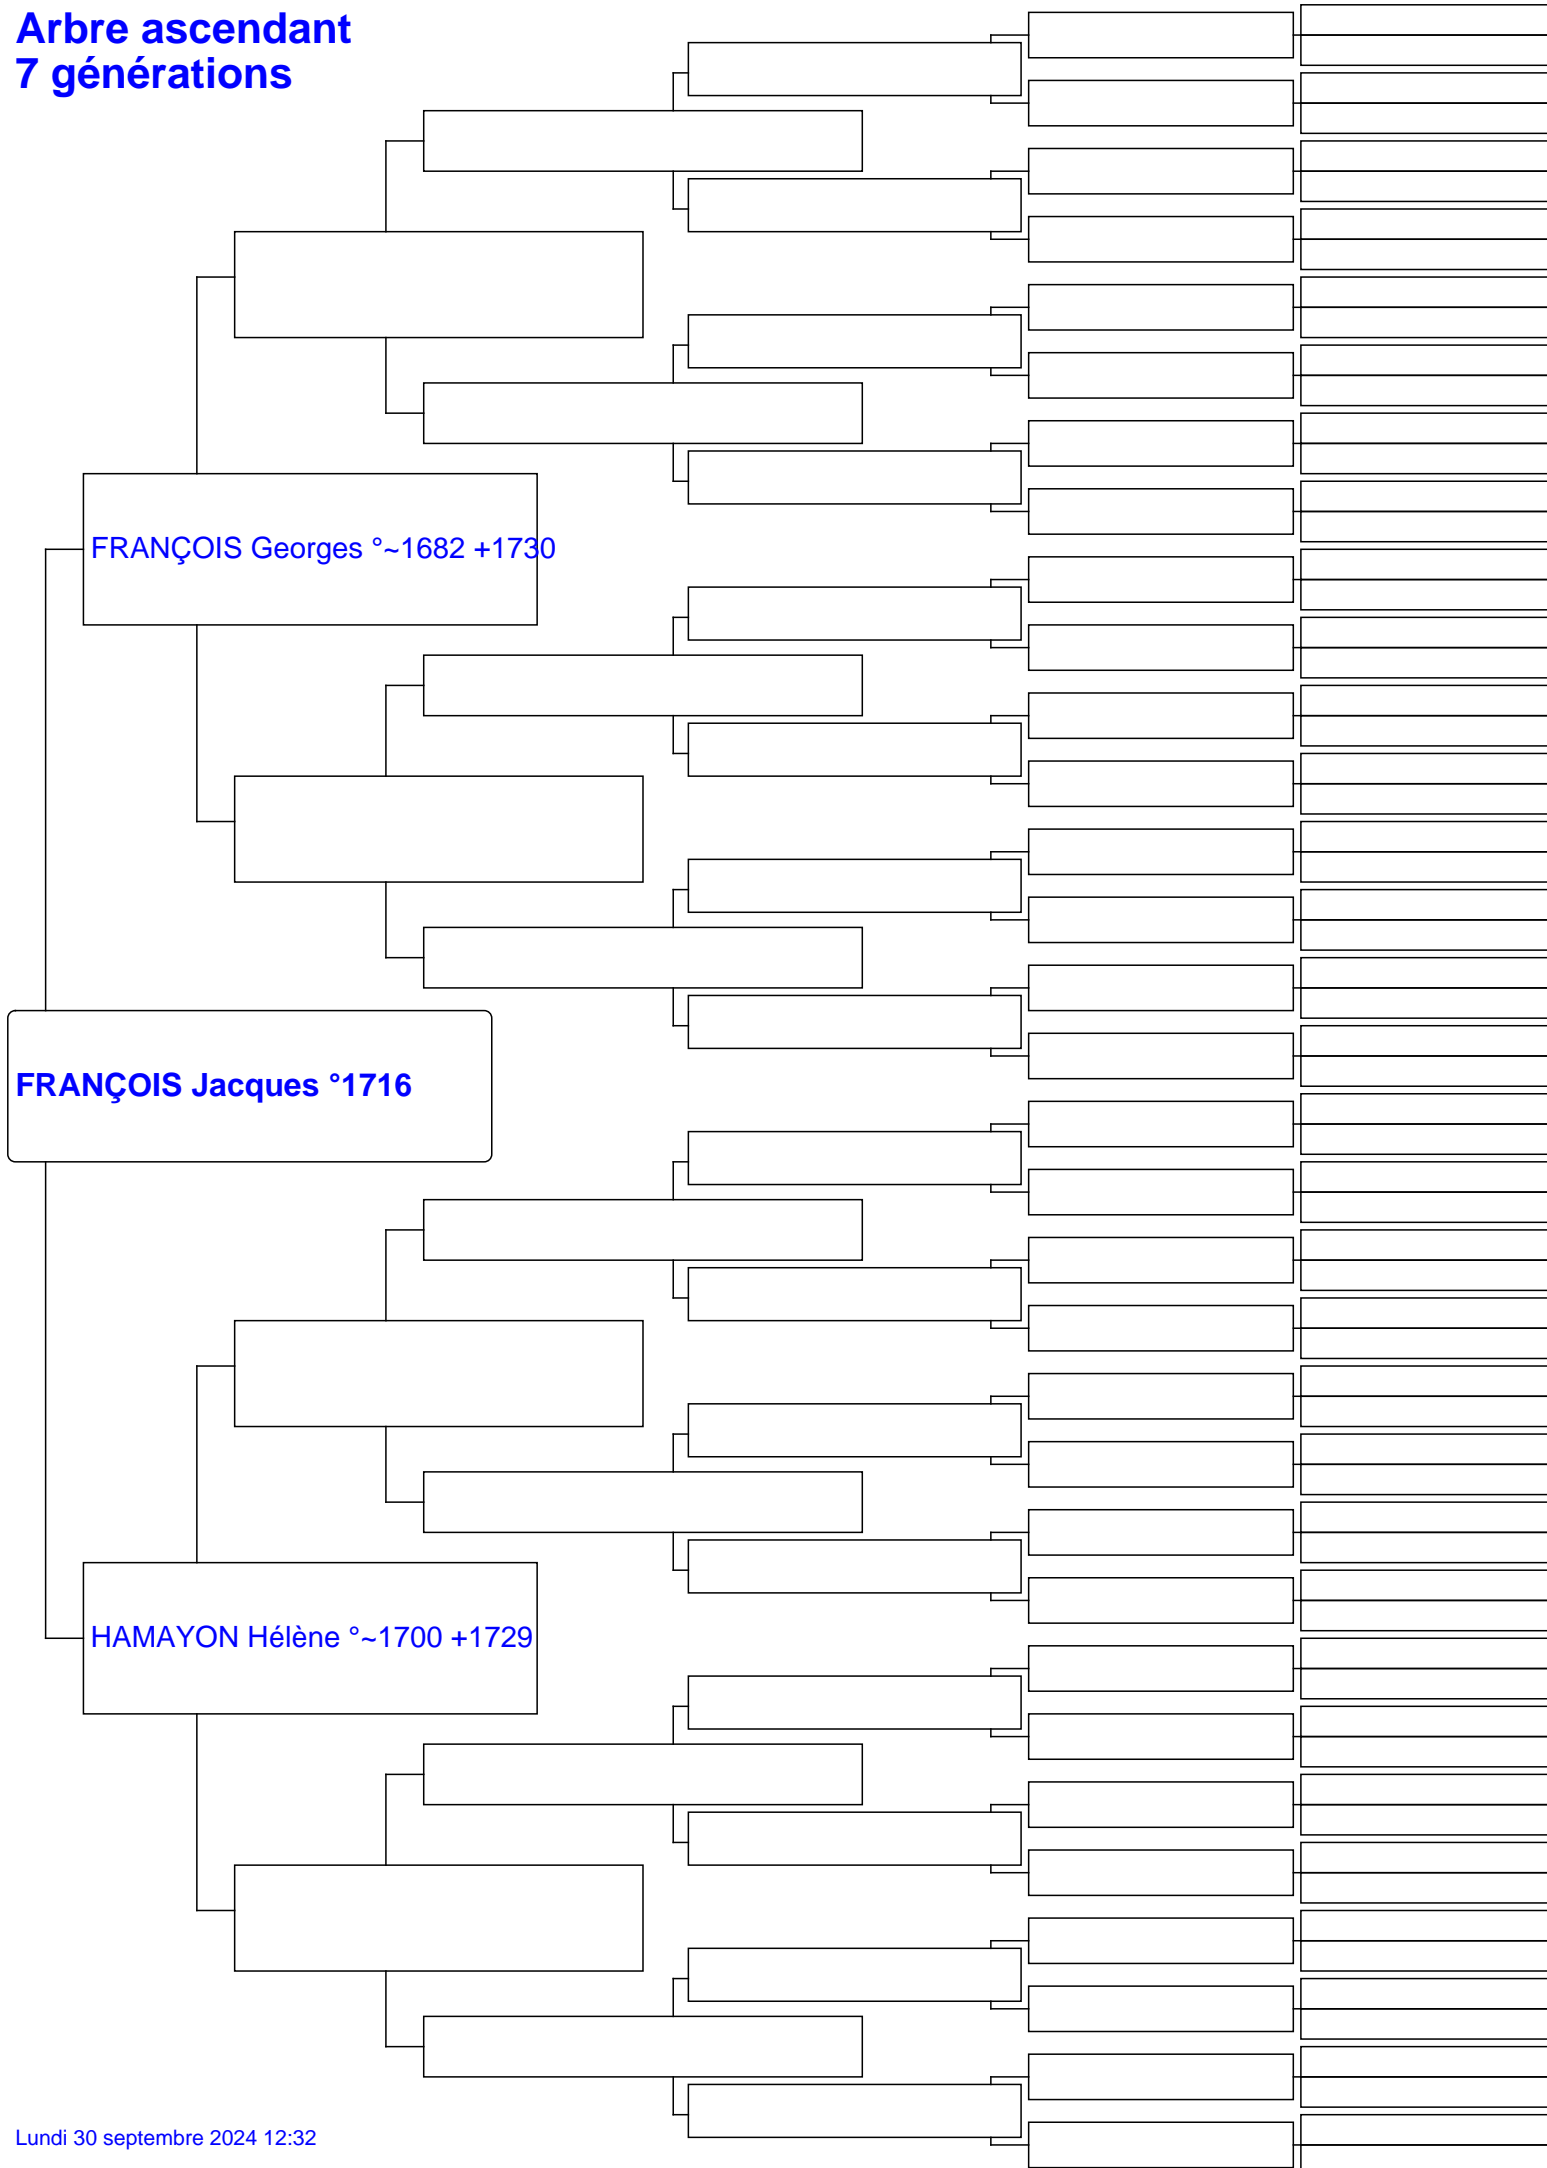 Arbre ascendant
7 générations
FRANÇOIS Georges °~1682 +1730
FRANÇOIS Jacques °1716
HAMAYON Hélène °~1700 +1729
Lundi 30 septembre 2024 12:32